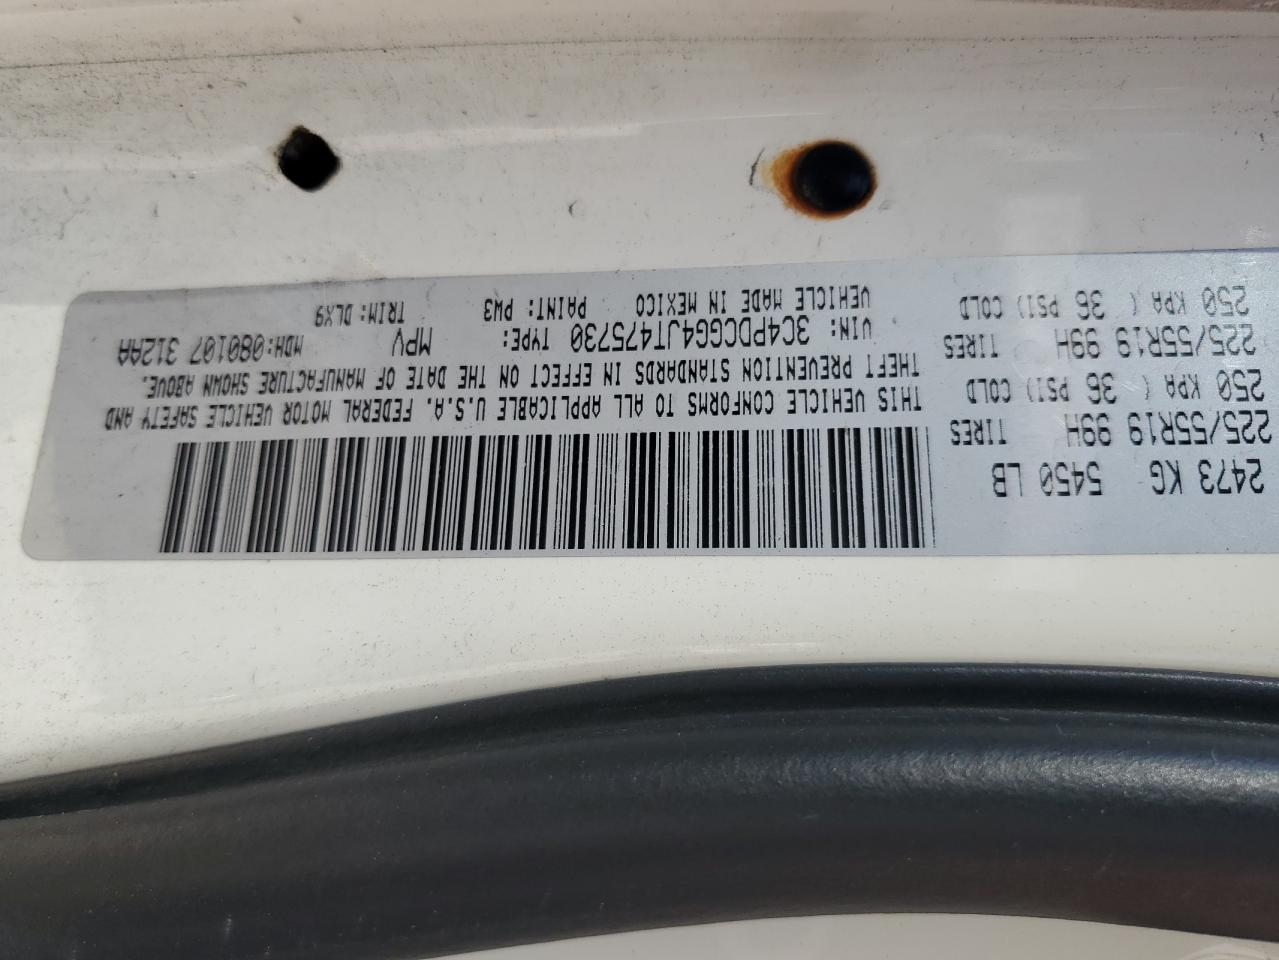 2473 KG 5450 LB
225/55R19 99H TIRES
250 KPA ( 36 PSI) COLD
225/55R19 99H TIRES
250 KPA ( 36 PSI) COLD
THIS VEHICLE CONFORMS TO ALL APPLICABLE U.S.A. FEDERAL MOTOR VEHICLE SAFETY AND
THEFT PREVENTION STANDARDS IN EFFECT ON THE DATE OF MANUFACTURE SHOWN ABOVE.
VIN: 3C4PDCGG4JT475730 TYPE: MPV MDH:080107 312AA
VEHICLE MADE IN MEXICO PAINT: PW3 TRIM: DLX9